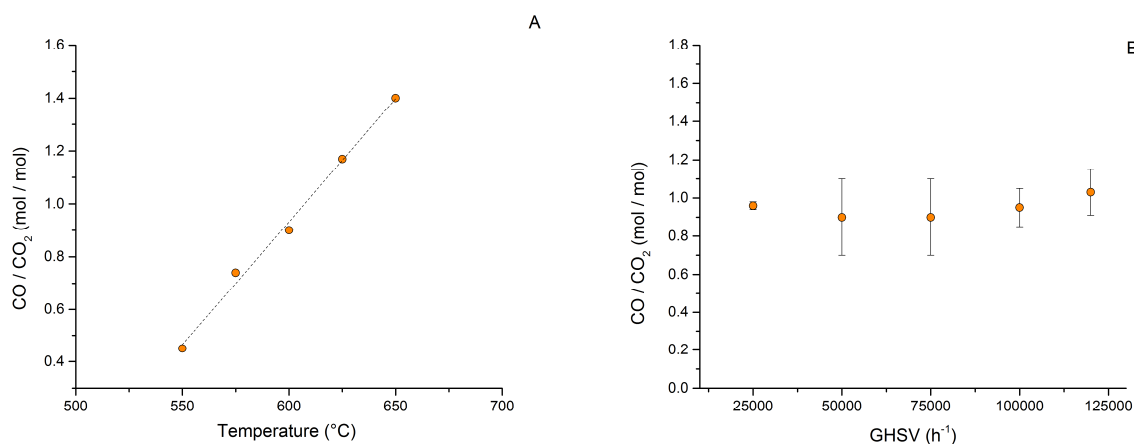 A
1.6
1.4
1.2
1.0
0.8
0.6
0.4
CO / CO₂ (mol / mol)
500 550 600 650 700
Temperature (°C)
B
1.8
1.6
1.4
1.2
1.0
0.8
0.6
0.4
0.2
0.0
CO / CO₂ (mol / mol)
25000 50000 75000 100000 125000
GHSV (h⁻¹)